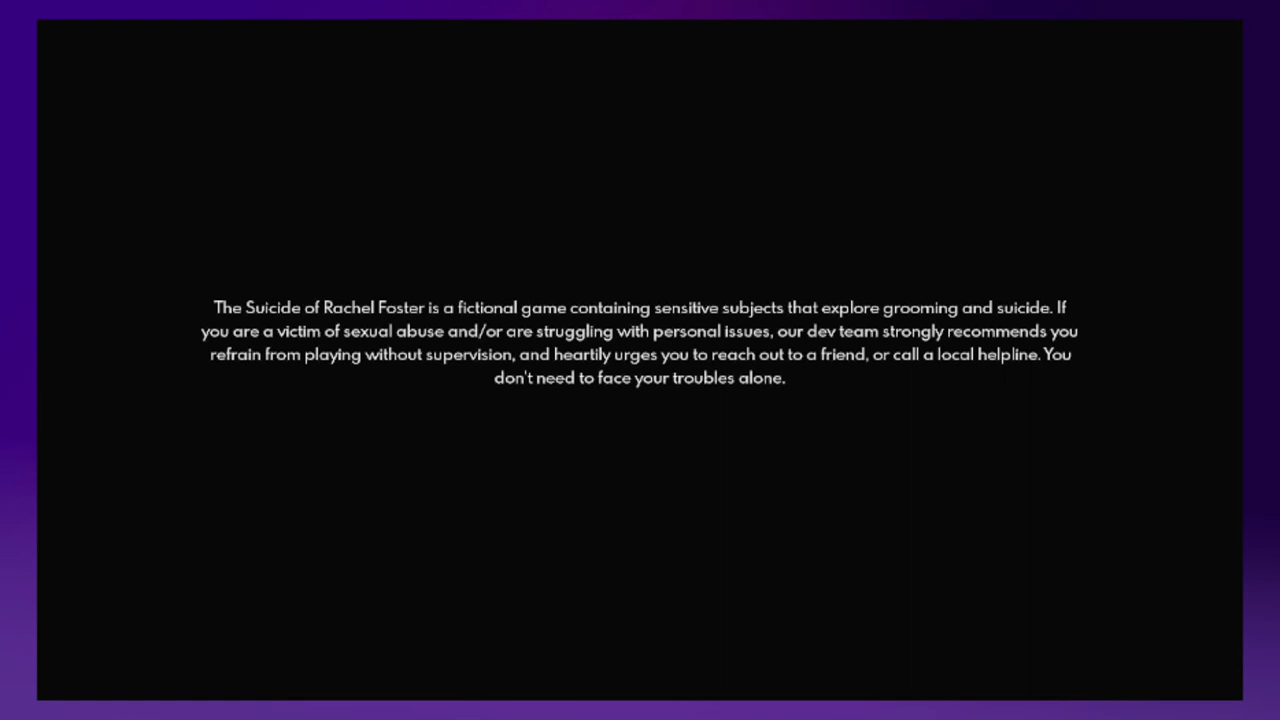 The Suicide of Rachel Foster is a fictional game containing sensitive subjects that explore grooming and suicide. If
you are a victim of sexual abuse and/or are struggling with personal issues, our dev team strongly recommends you
refrain from playing without supervision, and heartily urges you to reach out to a friend, or call a local helpline. You
don't need to face your troubles alone.